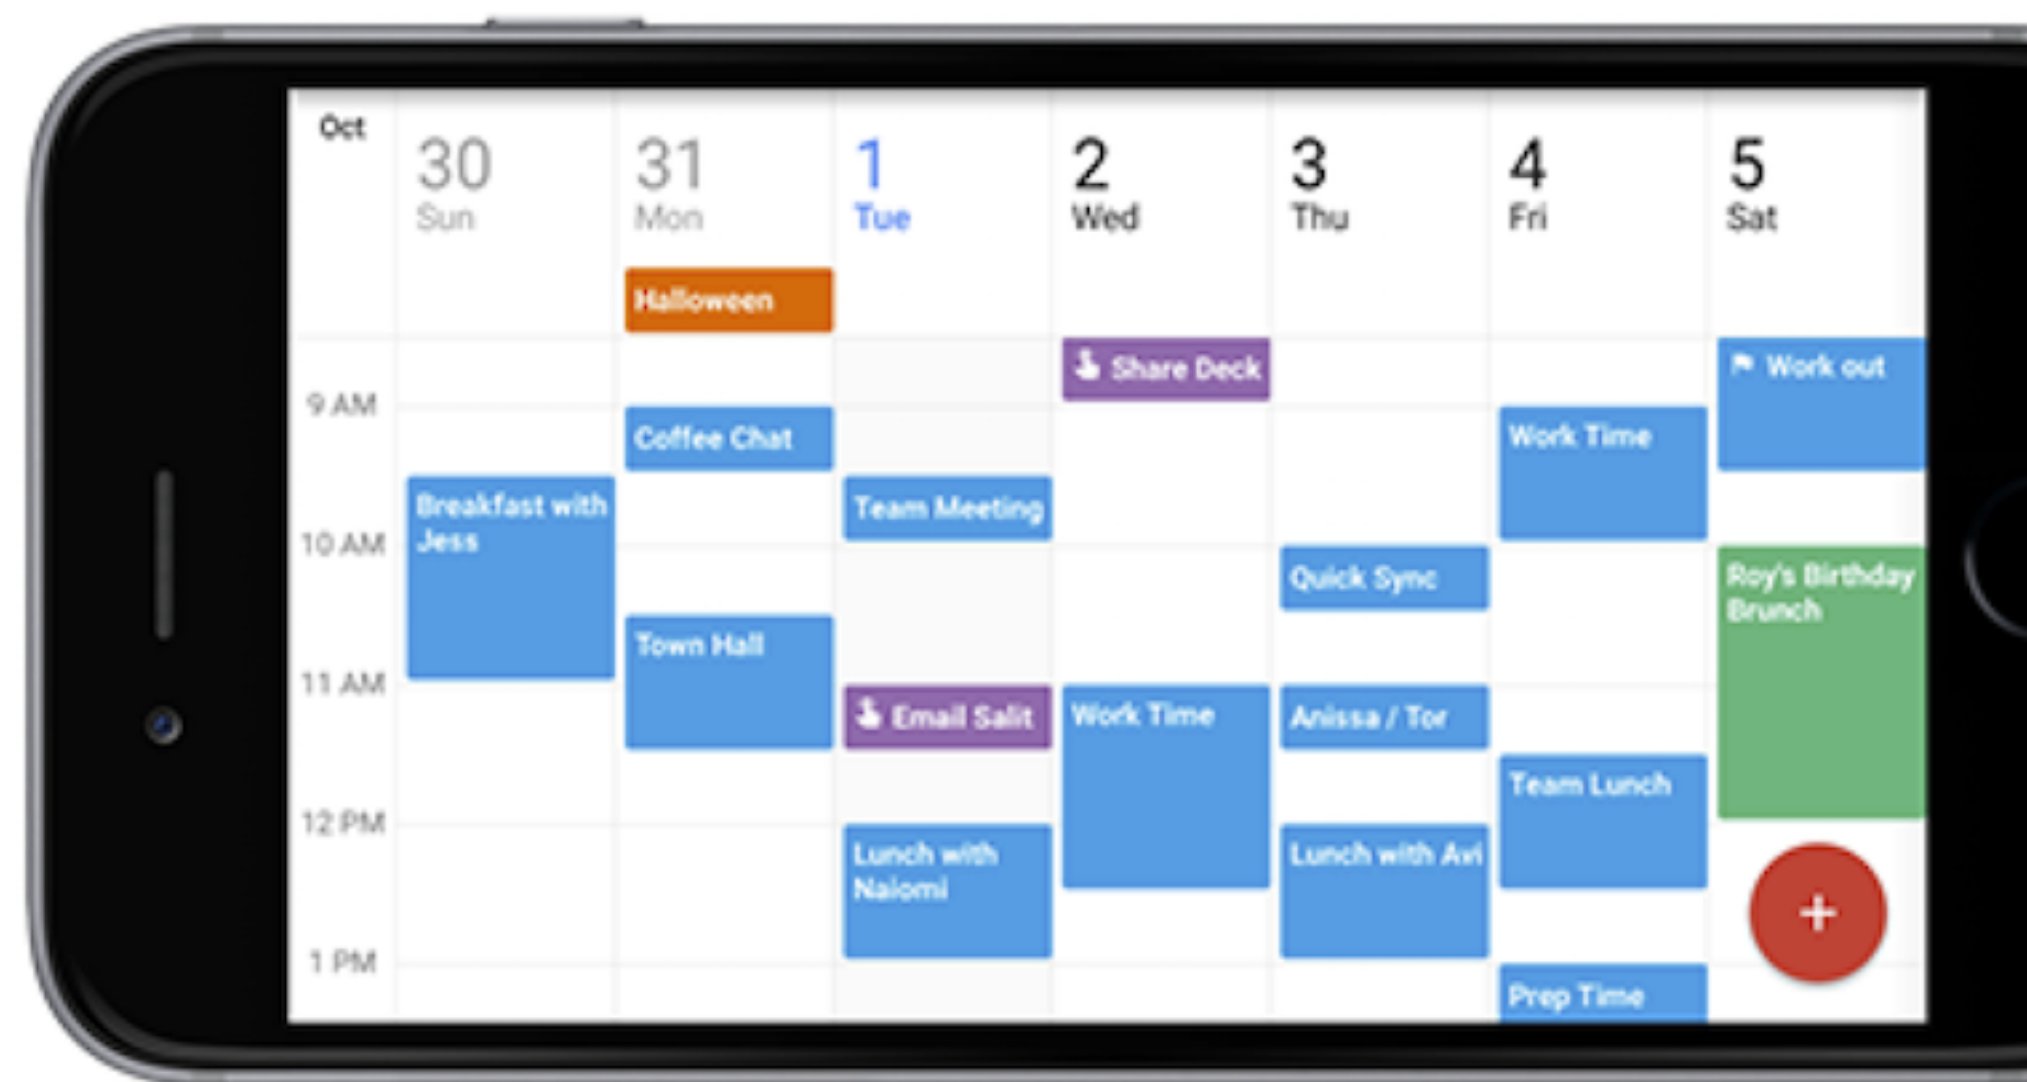 Oct
30
Sun
31
Mon
1
Tue
2
Wed
3
Thu
4
Fri
5
Sat
Halloween
Share Deck
Work out
9 AM
Coffee Chat
Work Time
Breakfast with
Jess
Team Meeting
10 AM
Quick Sync
Roy's Birthday
Brunch
Town Hall
11 AM
Email Salit
Work Time
Anissa / Tor
Team Lunch
12 PM
Lunch with
Naiomi
Lunch with Avi
+
1 PM
Prep Time